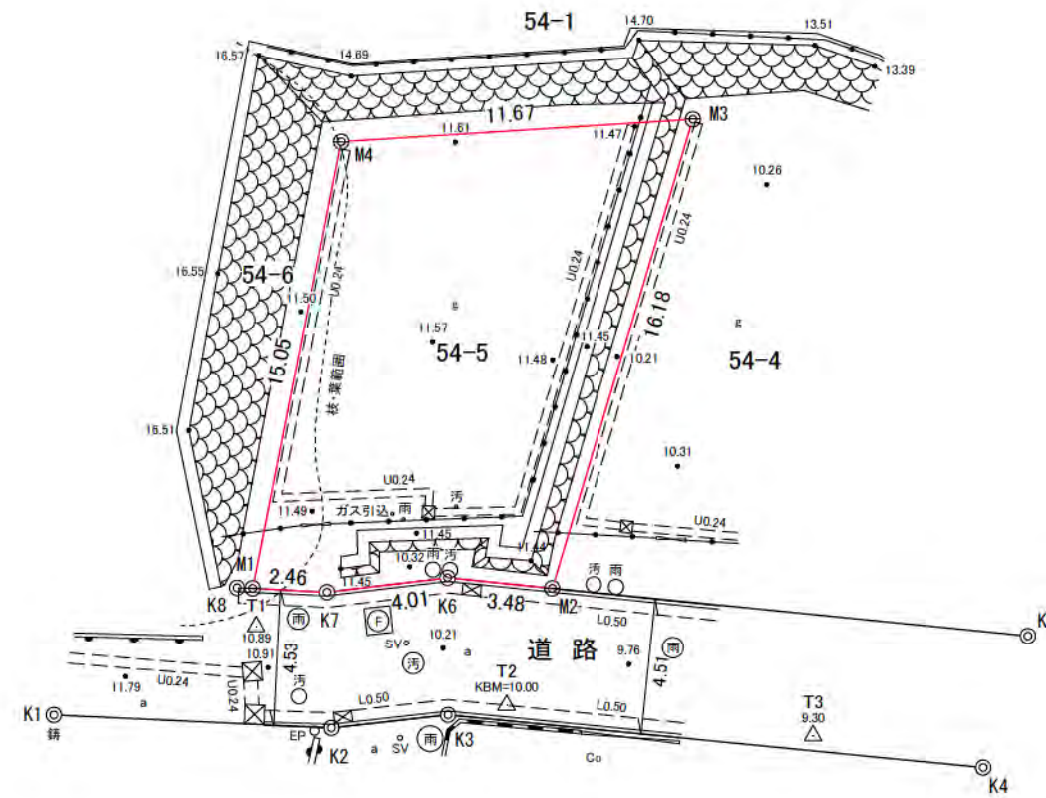 54-1
14.70
13.51
16.57
14.69
13.39
11.67
M3
11.61
11.47
M4
10.26
U0.24
U0.24
16.55
54-6
U0.24
16.18
11.50
g
g
11.57
11.45
15.05
54-5
11.48
10.21
54-4
枝・葉範囲
16.51
10.31
U0.24
汚
11.49
ガス引込
雨
U0.24
11.45
11.44
雨
汚
10.32
M1
2.46
11.45
汚
雨
K8
K7
4.01
K6
3.48
M2
T1
雨
F
L0.50
K
10.89
SV
10.21
a
道路
9.76
雨
10.91
4.53
汚
T2
4.51
11.79
U0.24
汚
KBM=10.00
T3
a
U0.24
L0.50
L0.50
9.30
K1
鋳
EP
K2
a
SV
雨
K3
Co
K4